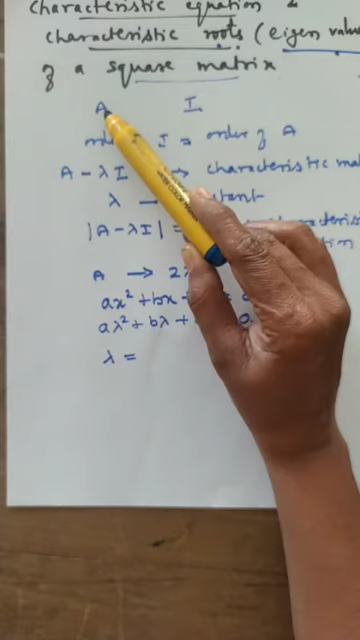 characteristic equation &
characteristic roots (eigen valu
of a square matrix
A I
I = order of A
A - λI → characteristic ma
λ
|A - λI| =
A → 2
ax² + bx +
aλ² + bλ +
λ =